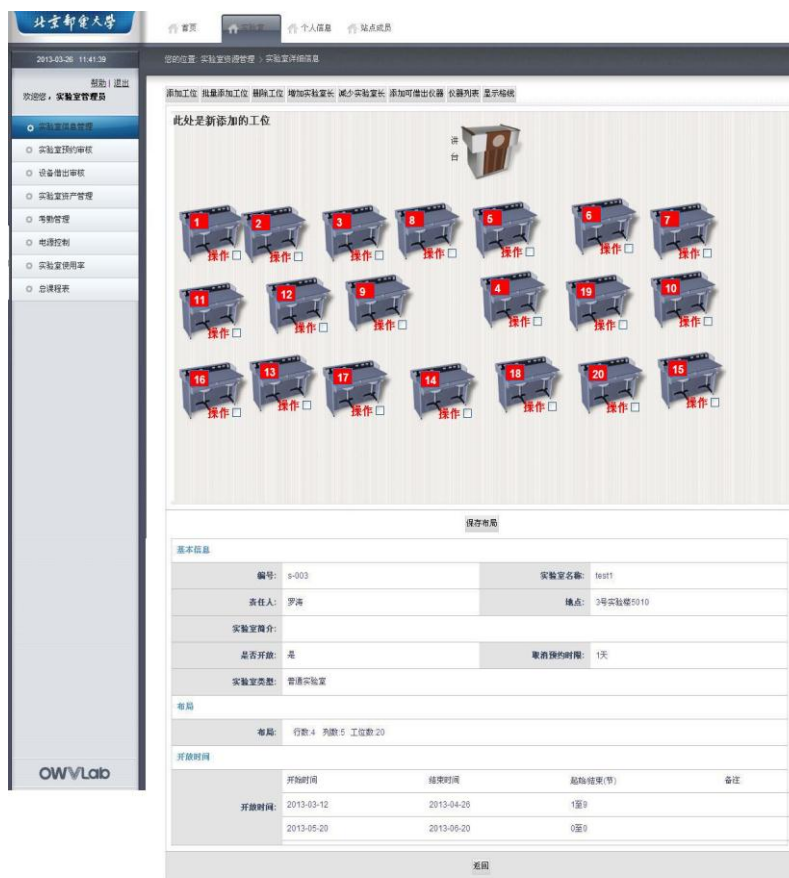 北京邮电大学
首页
实验室
个人信息
站点成员
2013-03-26 11:41:39
您的位置: 实验室资源管理 > 实验室详细信息
帮助 | 退出
欢迎您，实验室管理员
实验室信息管理
实验室预约审核
设备借出审核
实验室资产管理
考勤管理
电源控制
实验室使用率
总课程表
OWVLab
添加工位 批量添加工位 删除工位 增加实验室长 减少实验室长 添加可借出仪器 仪器列表 显示格线
此处是新添加的工位
讲
台
1 2 3 8 5 6 7
操作 操作 操作 操作 操作 操作 操作
11 12 9 4 19 10
操作 操作 操作 操作 操作 操作
16 13 17 14 18 20 15
操作 操作 操作 操作 操作 操作 操作
保存布局
基本信息
编号: s-003 实验室名称: test1
责任人: 罗涛 地点: 3号实验楼5010
实验室简介:
是否开放: 是 取消预约时限: 1天
实验室类型: 普通实验室
布局
布局: 行数:4 列数:5 工位数:20
开放时间
开始时间 结束时间 起始/结束(节) 备注
开放时间: 2013-03-12 2013-04-26 1至9
2013-05-20 2013-06-20 0至0
返回